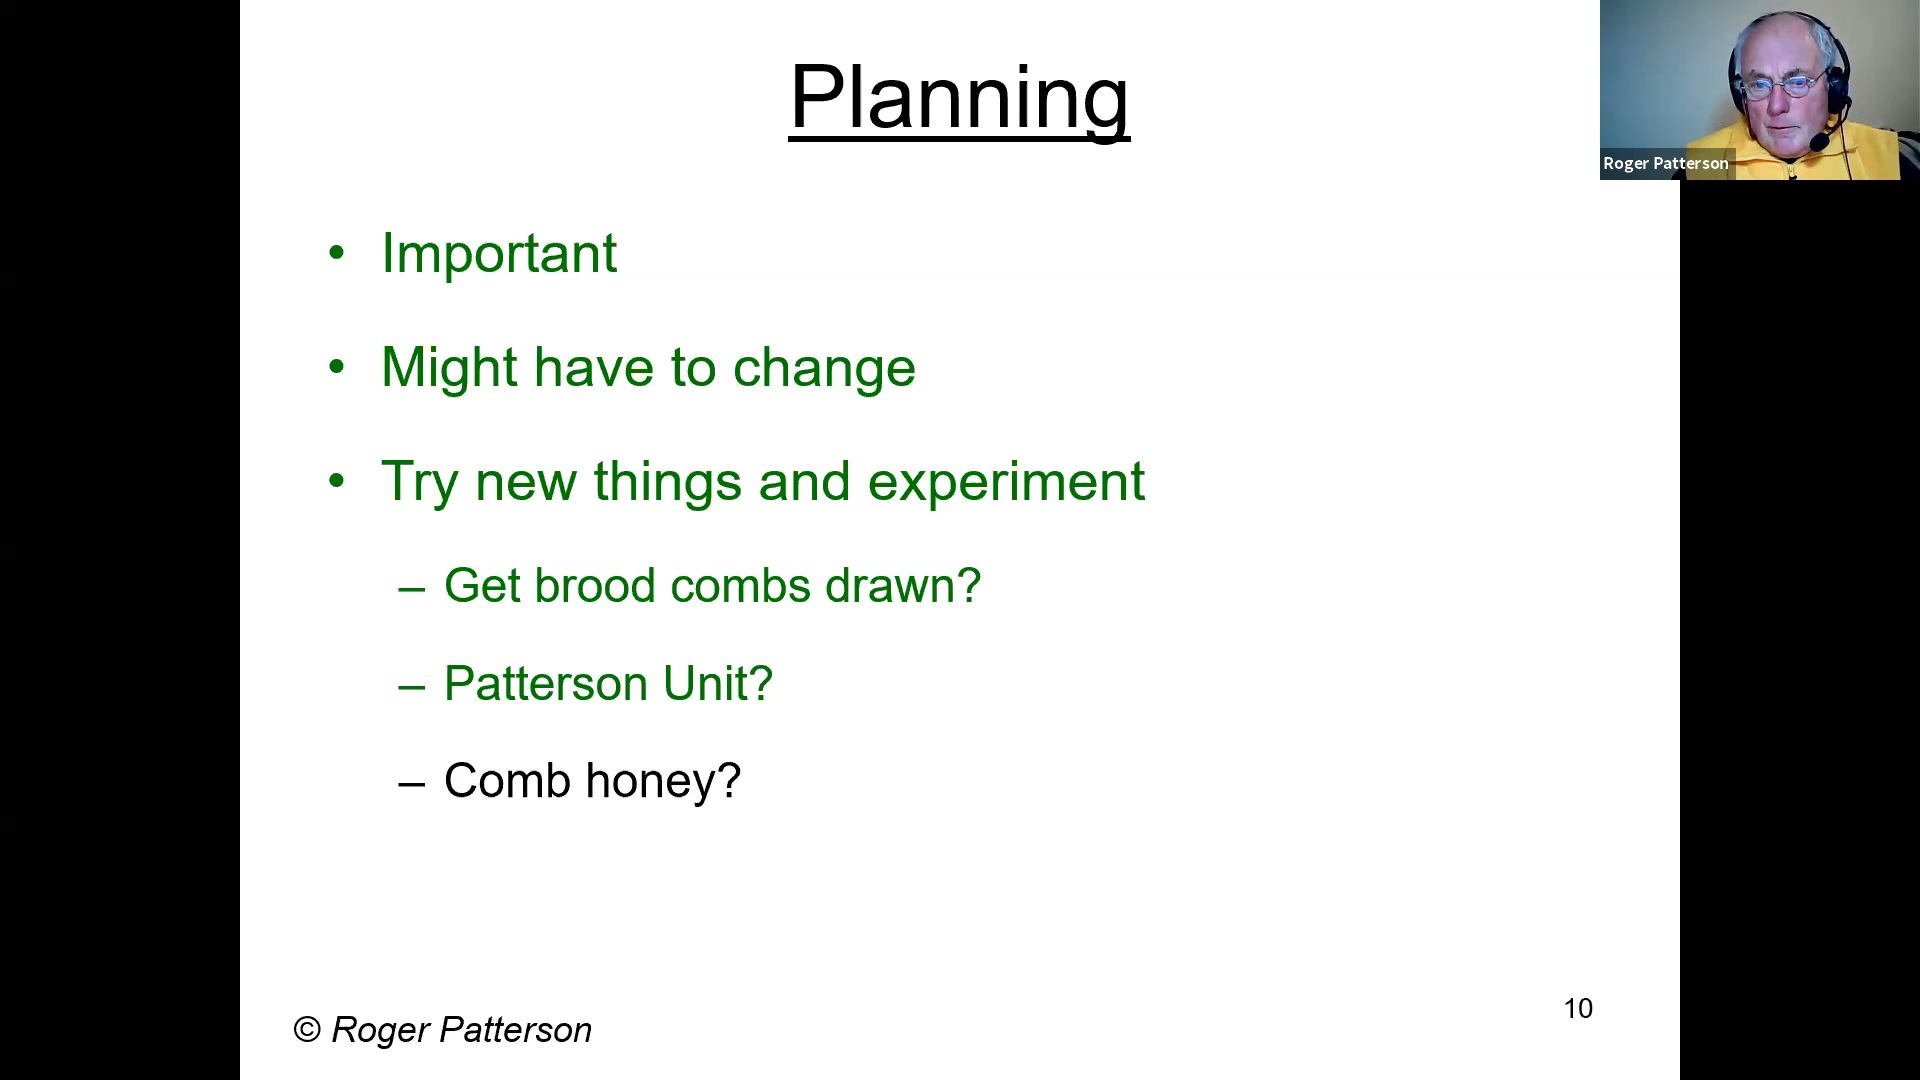 Planning
Roger Patterson
• Important
• Might have to change
• Try new things and experiment
– Get brood combs drawn?
– Patterson Unit?
– Comb honey?
10
© Roger Patterson